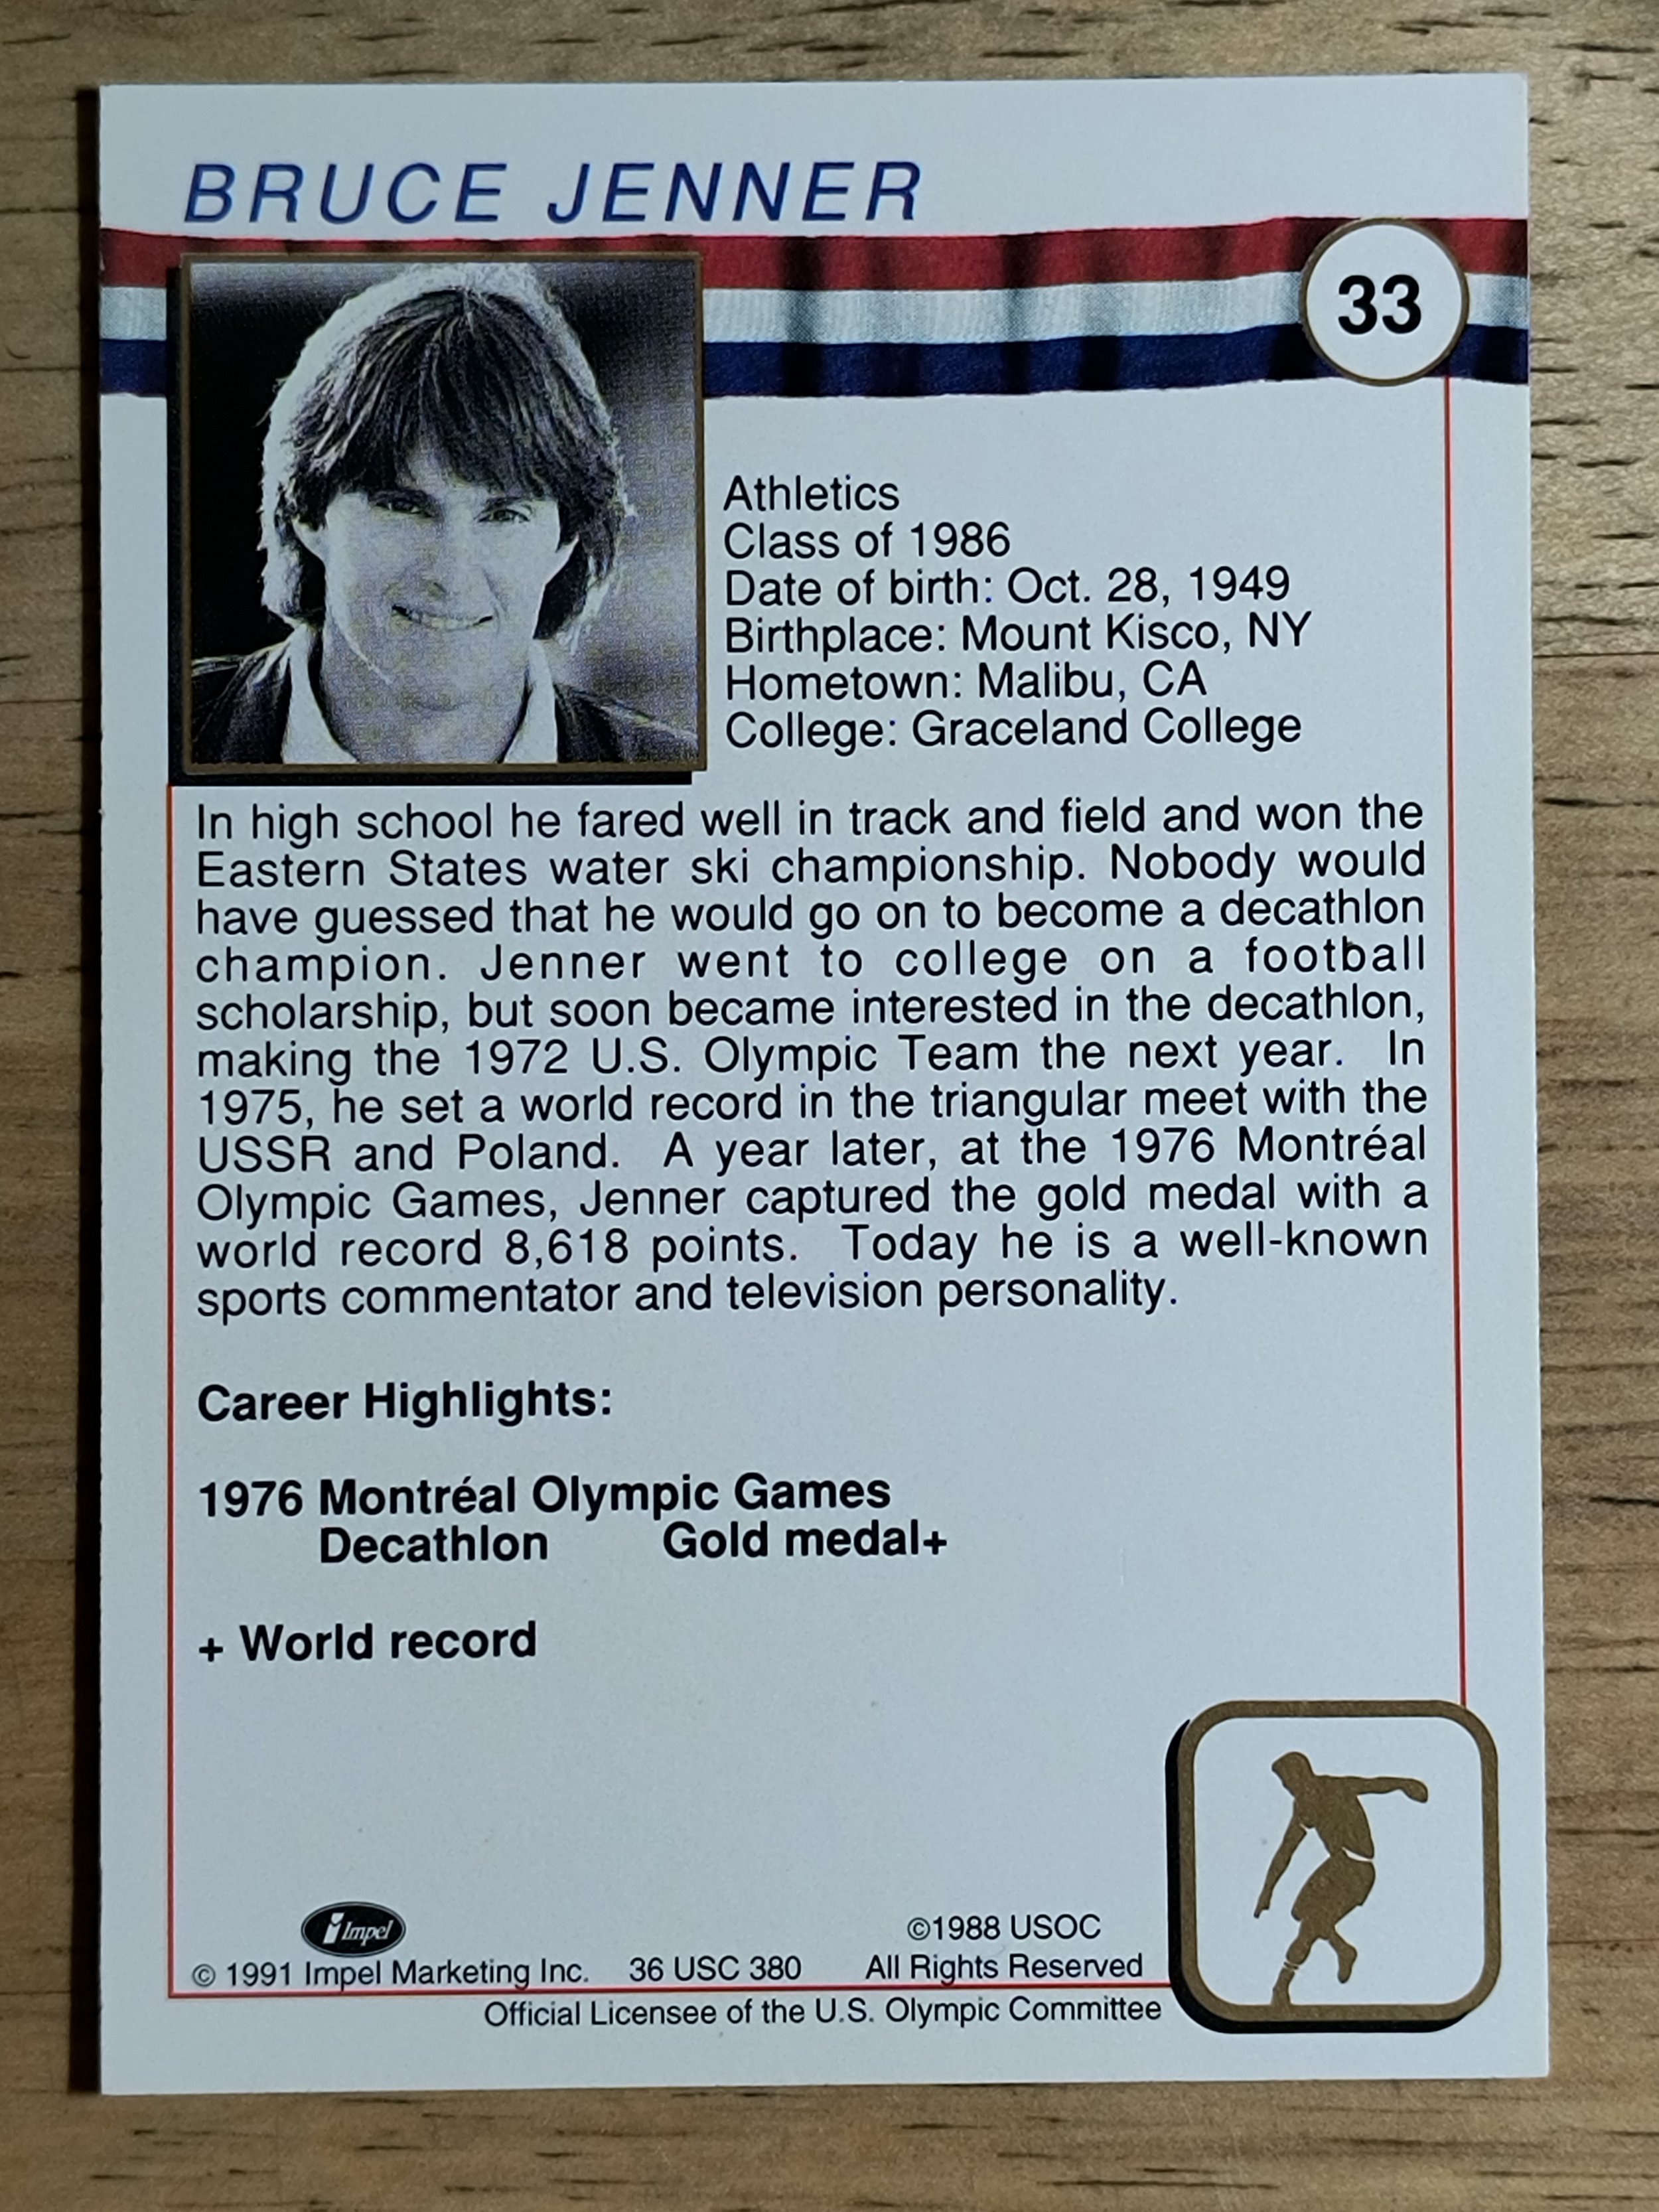 BRUCE JENNER
33
Athletics
Class of 1986
Date of birth: Oct. 28, 1949
Birthplace: Mount Kisco, NY
Hometown: Malibu, CA
College: Graceland College
In high school he fared well in track and field and won the
Eastern States water ski championship. Nobody would
have guessed that he would go on to become a decathlon
champion. Jenner went to college on a football
scholarship, but soon became interested in the decathlon,
making the 1972 U.S. Olympic Team the next year. In
1975, he set a world record in the triangular meet with the
USSR and Poland. A year later, at the 1976 Montréal
Olympic Games, Jenner captured the gold medal with a
world record 8,618 points. Today he is a well-known
sports commentator and television personality.
Career Highlights:
1976 Montréal Olympic Games
Decathlon Gold medal+
+ World record
Impel
©1988 USOC
© 1991 Impel Marketing Inc. 36 USC 380 All Rights Reserved
Official Licensee of the U.S. Olympic Committee